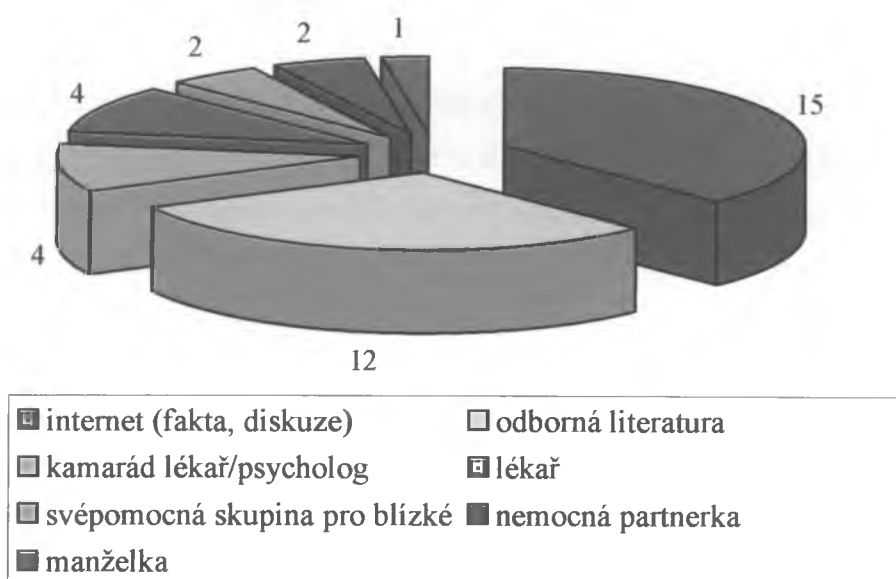 2
2
1
4
15
4
12
internet (fakta, diskuze)
odborná literatura
kamarád lékař/psycholog
lékař
svépomocná skupina pro blízké
nemocná partnerka
manželka